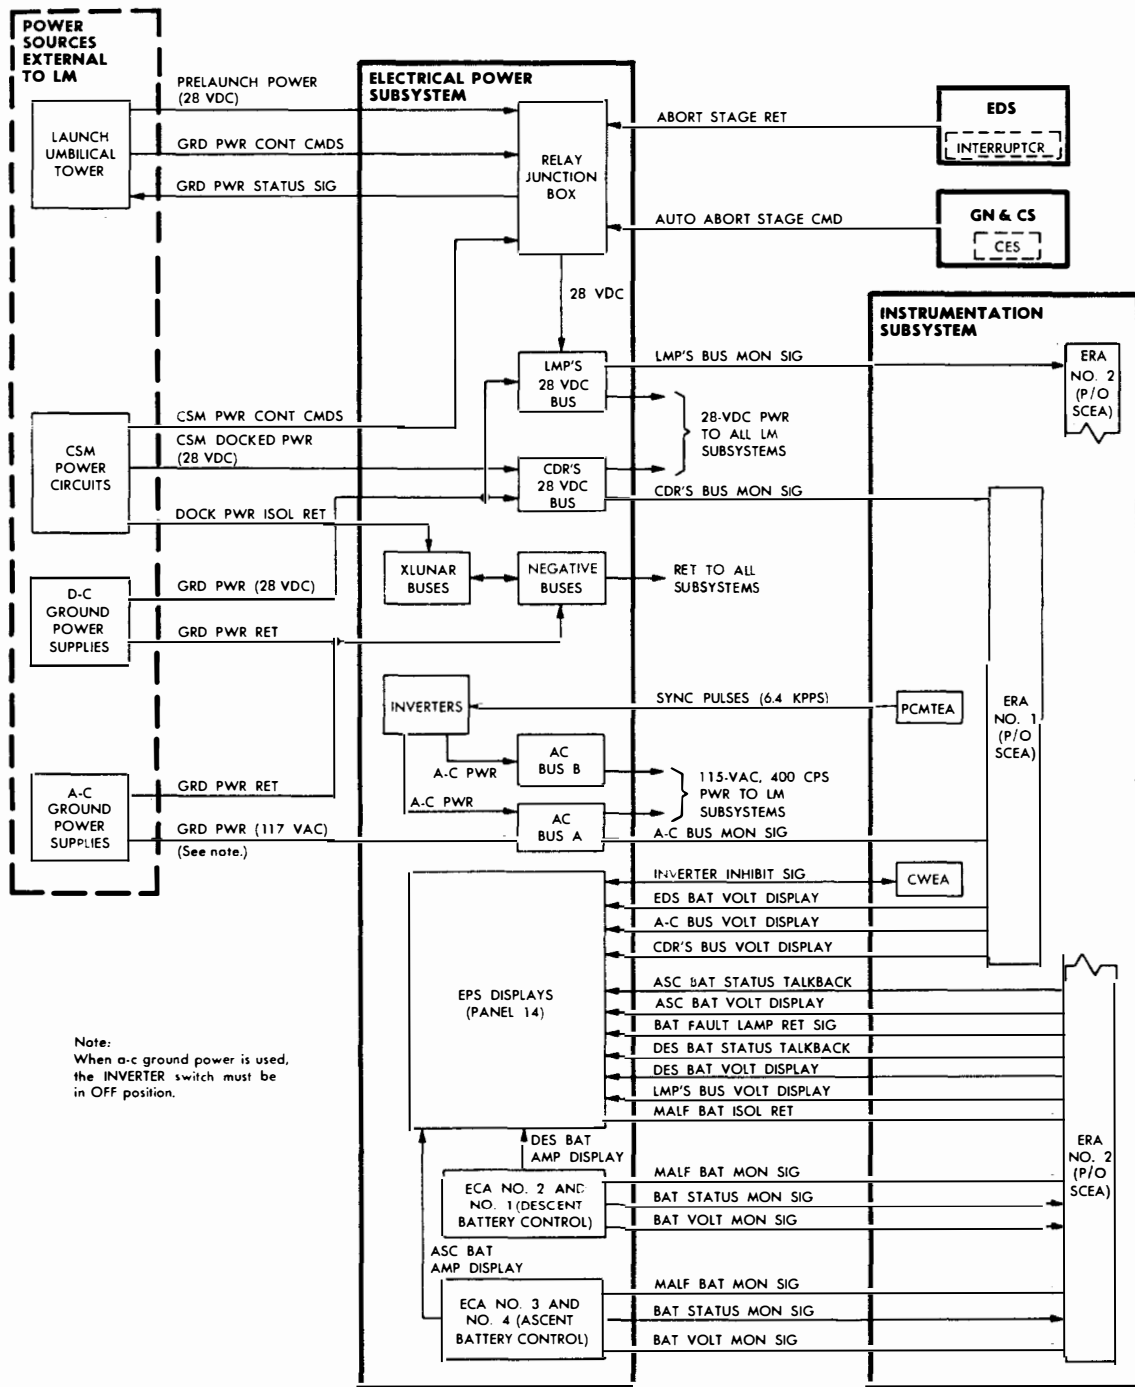 POWER
SOURCES
EXTERNAL
TO LM
LAUNCH
UMBILICAL
TOWER
PRELAUNCH POWER
(28 VDC)
GRD PWR CONT CMDS
GRD PWR STATUS SIG
ELECTRICAL POWER
SUBSYSTEM
RELAY
JUNCTION
BOX
ABORT STAGE RET
EDS
INTERRUPTCR
AUTO ABORT STAGE CMD
GN & CS
CES
28 VDC
INSTRUMENTATION
SUBSYSTEM
LMP'S
28 VDC
BUS
LMP'S BUS MON SIG
ERA
NO. 2
(P/O
SCEA)
28-VDC PWR
TO ALL LM
SUBSYSTEMS
CSM
POWER
CIRCUITS
CSM PWR CONT CMDS
CSM DOCKED PWR
(28 VDC)
DOCK PWR ISOL RET
CDR'S
28 VDC
BUS
CDR'S BUS MON SIG
XLUNAR
BUSES
NEGATIVE
BUSES
RET TO ALL
SUBSYSTEMS
D-C
GROUND
POWER
SUPPLIES
GRD PWR (28 VDC)
GRD PWR RET
INVERTERS
SYNC PULSES (6.4 KPPS)
PCMTEA
ERA
NO. 1
(P/O
SCEA)
A-C PWR
AC
BUS B
A-C PWR
AC
BUS A
115-VAC, 400 CPS
PWR TO LM
SUBSYSTEMS
A-C BUS MON SIG
A-C
GROUND
POWER
SUPPLIES
GRD PWR RET
GRD PWR (117 VAC)
(See note.)
EPS DISPLAYS
(PANEL 14)
INVERTER INHIBIT SIG
CWEA
EDS BAT VOLT DISPLAY
A-C BUS VOLT DISPLAY
CDR'S BUS VOLT DISPLAY
ASC BAT STATUS TALKBACK
ASC BAT VOLT DISPLAY
BAT FAULT LAMP RET SIG
DES BAT STATUS TALKBACK
DES BAT VOLT DISPLAY
LMP'S BUS VOLT DISPLAY
MALF BAT ISOL RET
Note:
When a-c ground power is used,
the INVERTER switch must be
in OFF position.
DES BAT
AMP DISPLAY
ERA
NO. 2
(P/O
SCEA)
ECA NO. 2 AND
NO. 1 (DESCENT
BATTERY CONTROL)
MALF BAT MON SIG
BAT STATUS MON SIG
BAT VOLT MON SIG
ASC BAT
AMP DISPLAY
ECA NO. 3 AND
NO. 4 (ASCENT
BATTERY CONTROL)
MALF BAT MON SIG
BAT STATUS MON SIG
BAT VOLT MON SIG